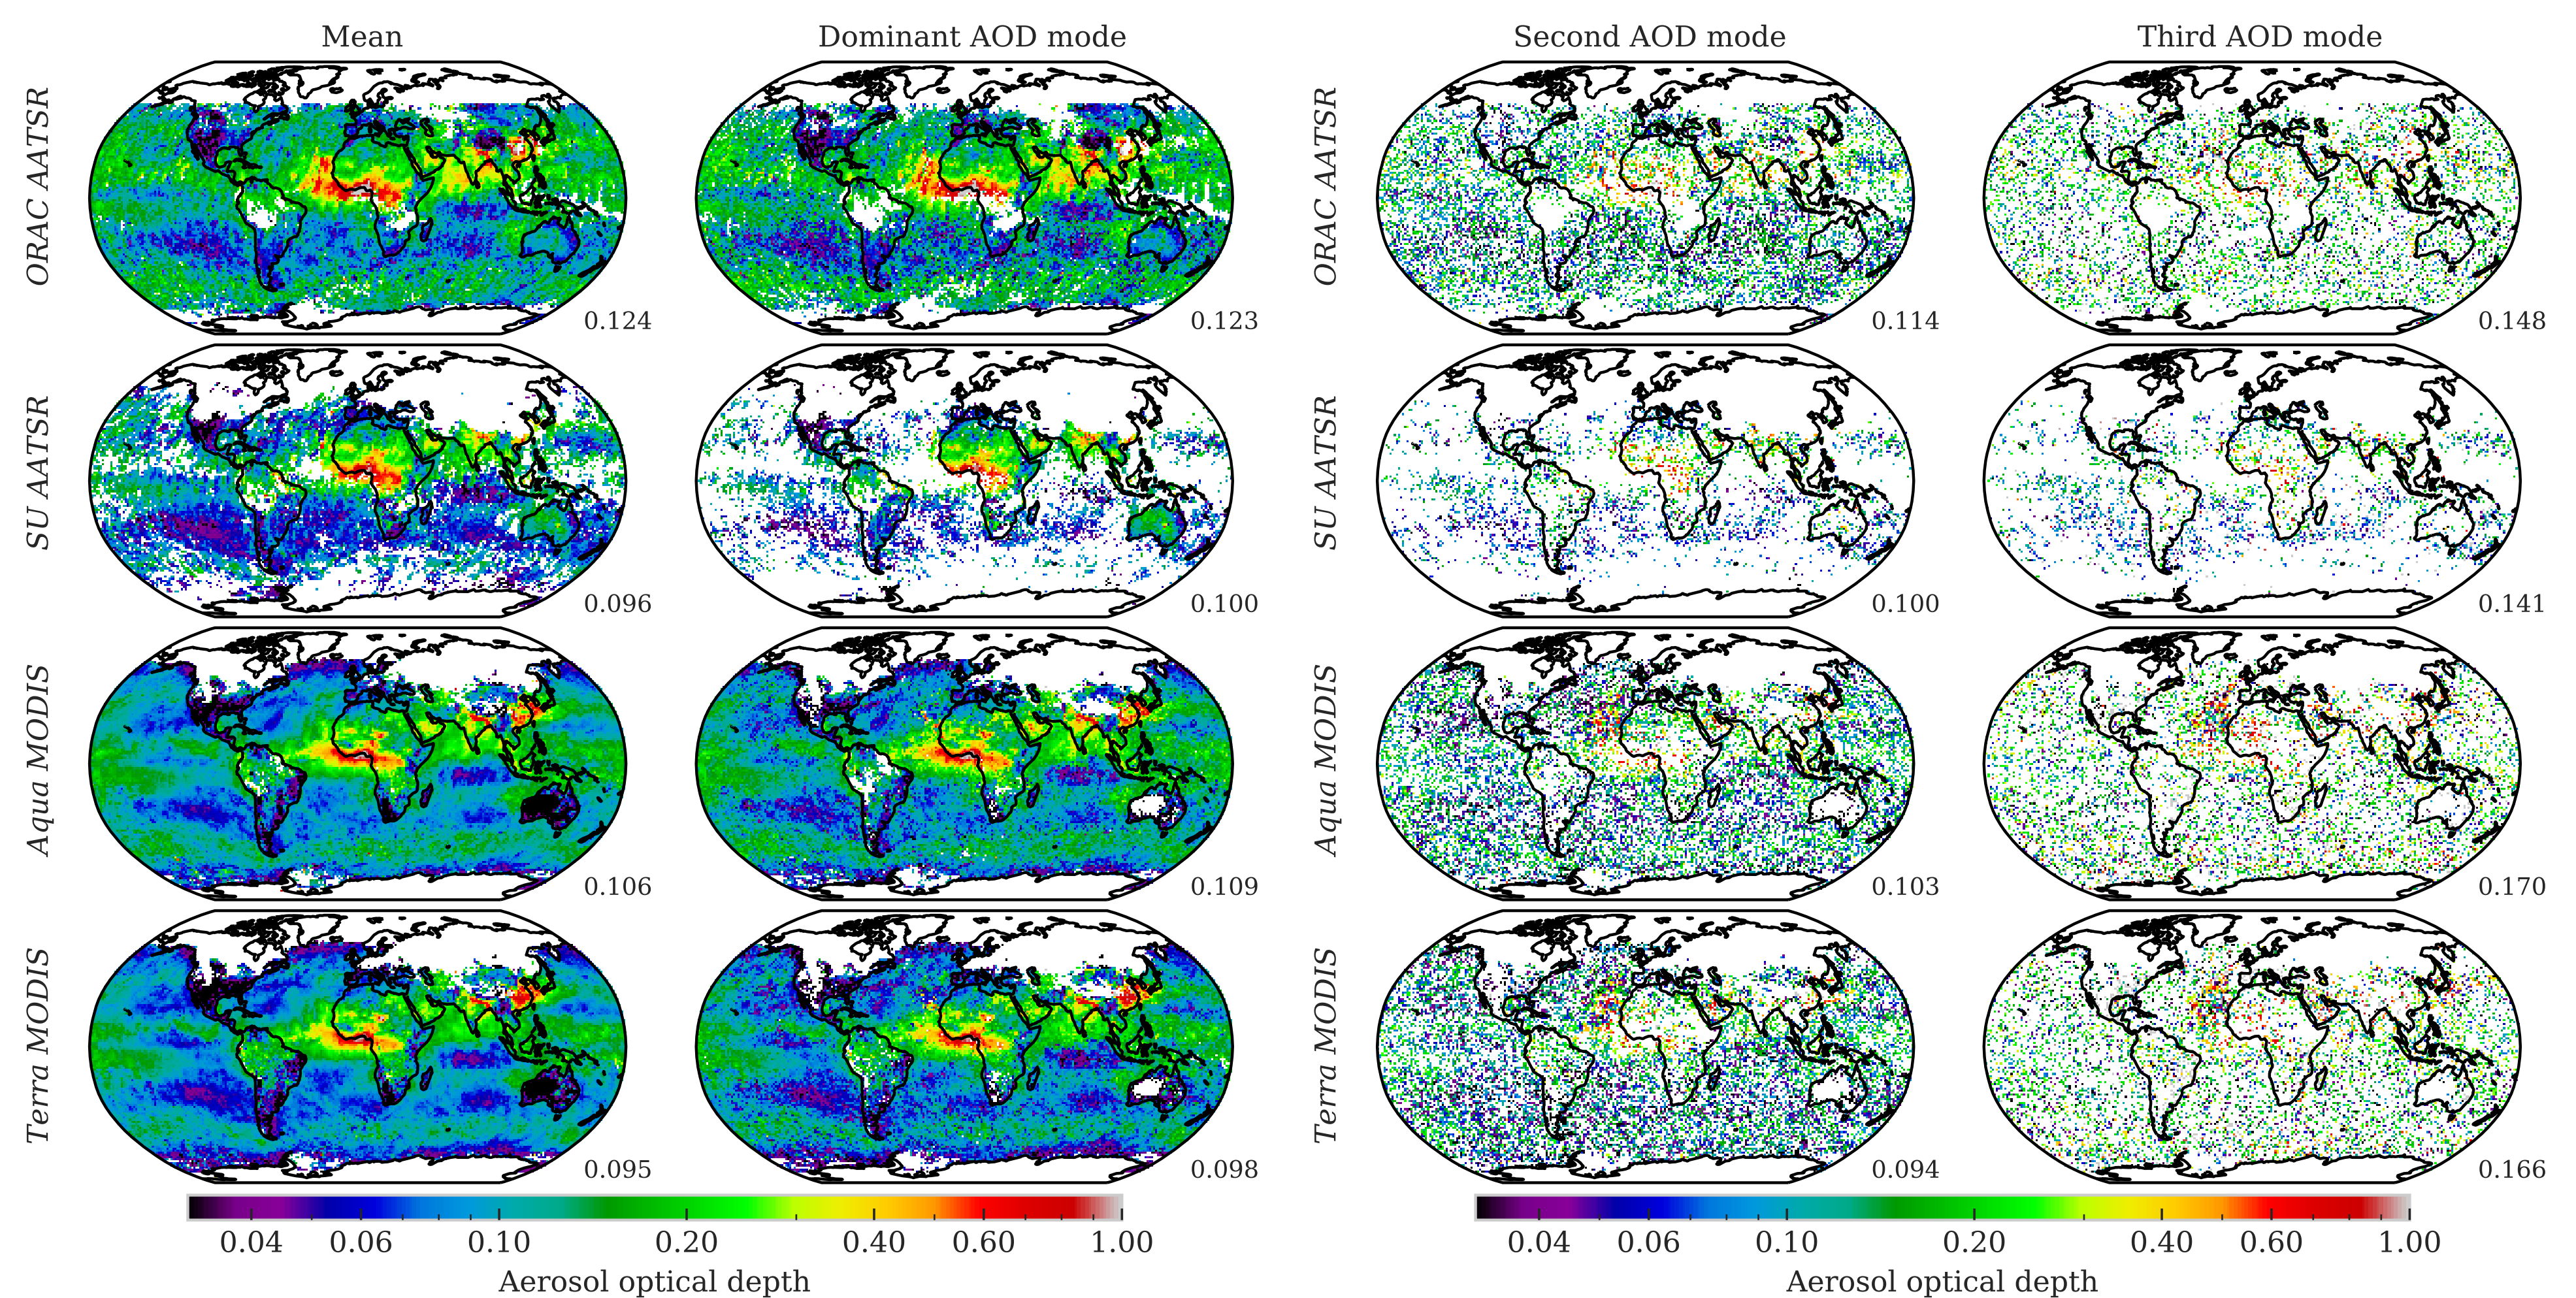 Mean
Dominant AOD mode
Second AOD mode
Third AOD mode
ORAC AATSR
0.124
0.123
ORAC AATSR
0.114
0.148
SU AATSR
0.096
0.100
SU AATSR
0.100
0.141
Aqua MODIS
0.106
0.109
Aqua MODIS
0.103
0.170
Terra MODIS
0.095
0.098
Terra MODIS
0.094
0.166
0.04 0.06 0.10 0.20 0.40 0.60 1.00
Aerosol optical depth
0.04 0.06 0.10 0.20 0.40 0.60 1.00
Aerosol optical depth